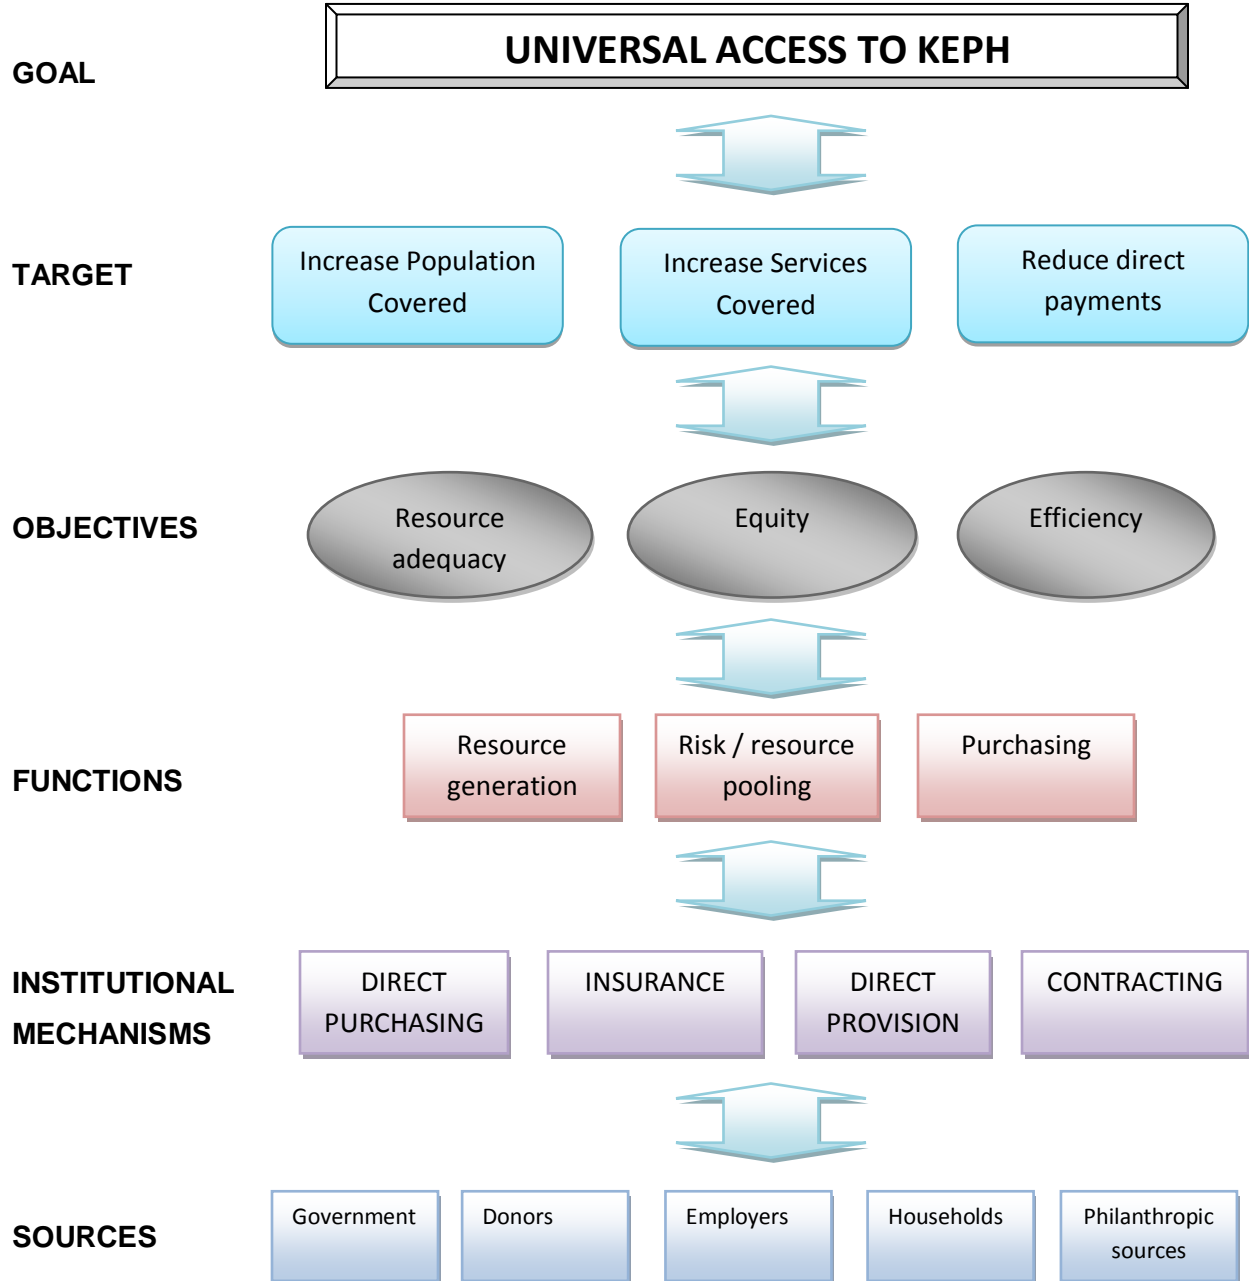 UNIVERSAL ACCESS TO KEPH
GOAL
TARGET
Increase Population
Covered
Increase Services
Covered
Reduce direct
payments
OBJECTIVES
Resource
adequacy
Equity
Efficiency
FUNCTIONS
Resource
generation
Risk / resource
pooling
Purchasing
INSTITUTIONAL
MECHANISMS
DIRECT
PURCHASING
INSURANCE
DIRECT
PROVISION
CONTRACTING
SOURCES
Government
Donors
Employers
Households
Philanthropic
sources